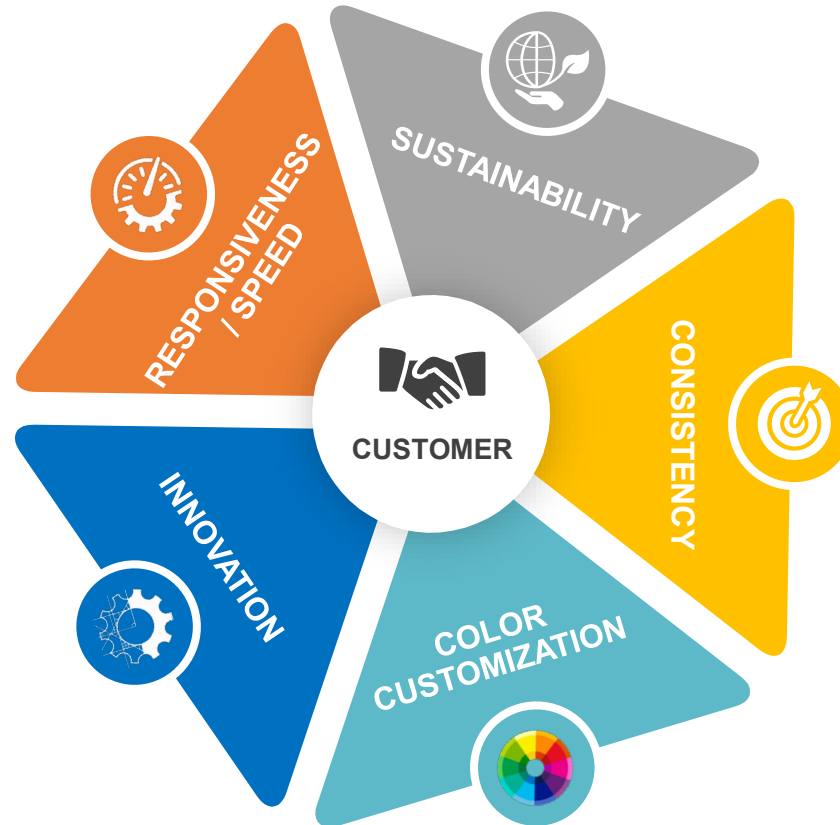 SUSTAINABILITY
CONSISTENCY
COLOR
CUSTOMIZATION
INNOVATION
RESPONSIVENESS
/ SPEED
CUSTOMER